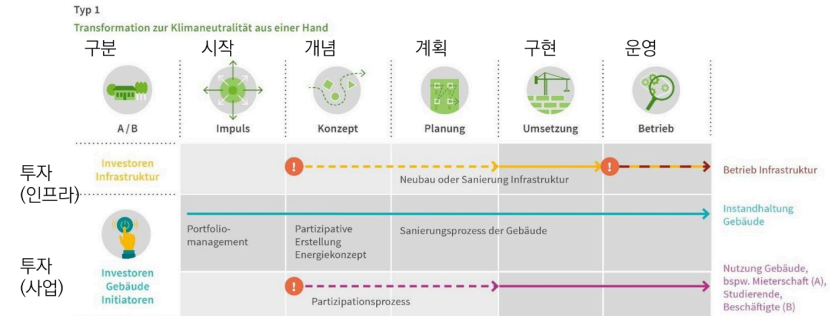 Typ 1
Transformation zur Klimaneutralität aus einer Hand
구분 시작 개념 계획 구현 운영
A / B Impuls Konzept Planung Umsetzung Betrieb
투자
(인프라)
Investoren
Infrastruktur
!
!
Neubau oder Sanierung Infrastruktur
Betrieb Infrastruktur
투자
(사업)
Investoren
Gebäude
Initiatoren
Portfolio-
management
Partizipative
Erstellung
Energiekonzept
Sanierungsprozess der Gebäude
Instandhaltung
Gebäude
!
Partizipationsprozess
Nutzung Gebäude,
bspw. Mieterschaft (A),
Studierende,
Beschäftigte (B)